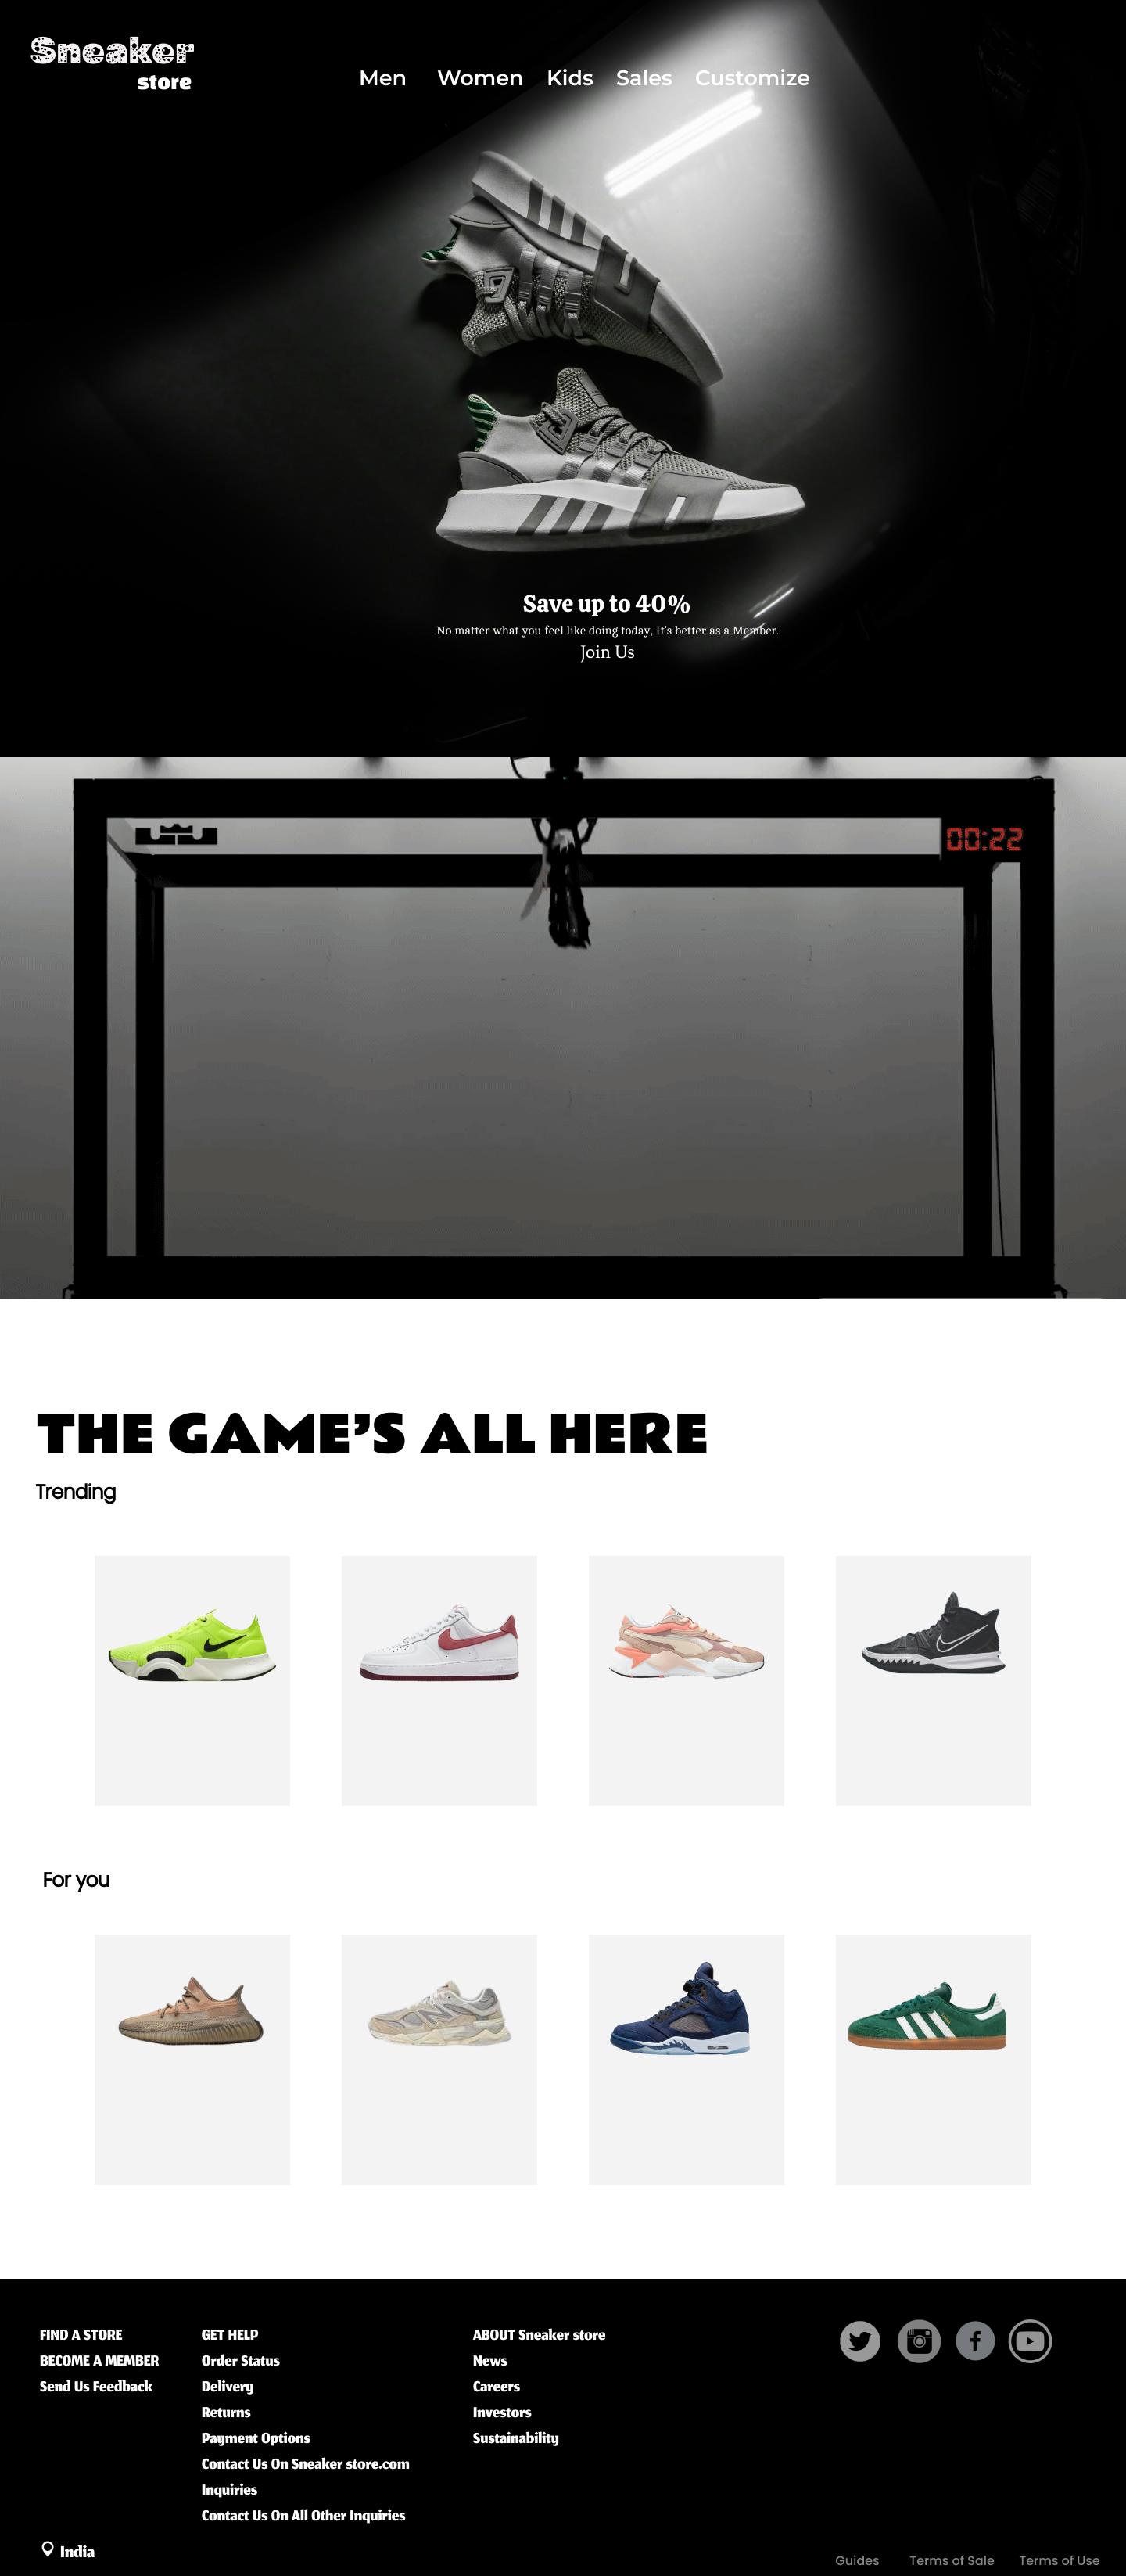 Sneaker
store
Men Women Kids Sales Customize
Save up to 40%
No matter what you feel like doing today, It's better as a Member.
Join Us
00:22
THE GAME’S ALL HERE
Trending
For you
FIND A STORE
BECOME A MEMBER
Send Us Feedback
GET HELP
Order Status
Delivery
Returns
Payment Options
Contact Us On Sneaker store.com
Inquiries
Contact Us On All Other Inquiries
ABOUT Sneaker store
News
Careers
Investors
Sustainability
India
Guides Terms of Sale Terms of Use